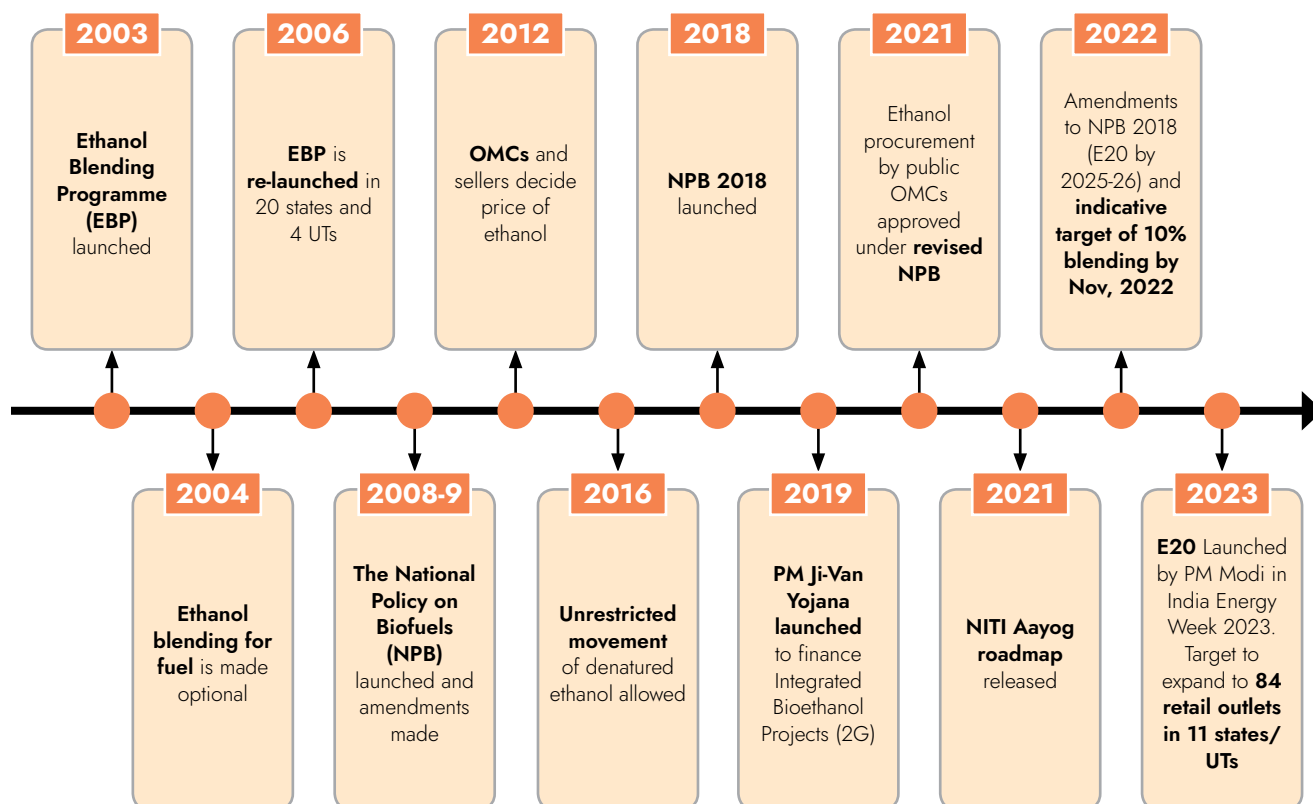 2003
Ethanol
Blending
Programme
(EBP)
launched
2006
EBP is
re-launched in
20 states and
4 UTs
2012
OMCs and
sellers decide
price of
ethanol
2018
NPB 2018
launched
2021
Ethanol
procurement
by public
OMCs
approved
under revised
NPB
2022
Amendments
to NPB 2018
(E20 by
2025-26) and
indicative
target of 10%
blending by
Nov, 2022
2004
Ethanol
blending for
fuel is made
optional
2008-9
The National
Policy on
Biofuels
(NPB)
launched and
amendments
made
2016
Unrestricted
movement
of denatured
ethanol allowed
2019
PM Ji-Van
Yojana
launched
to finance
Integrated
Bioethanol
Projects (2G)
2021
NITI Aayog
roadmap
released
2023
E20 Launched
by PM Modi in
India Energy
Week 2023.
Target to
expand to 84
retail outlets
in 11 states/
UTs